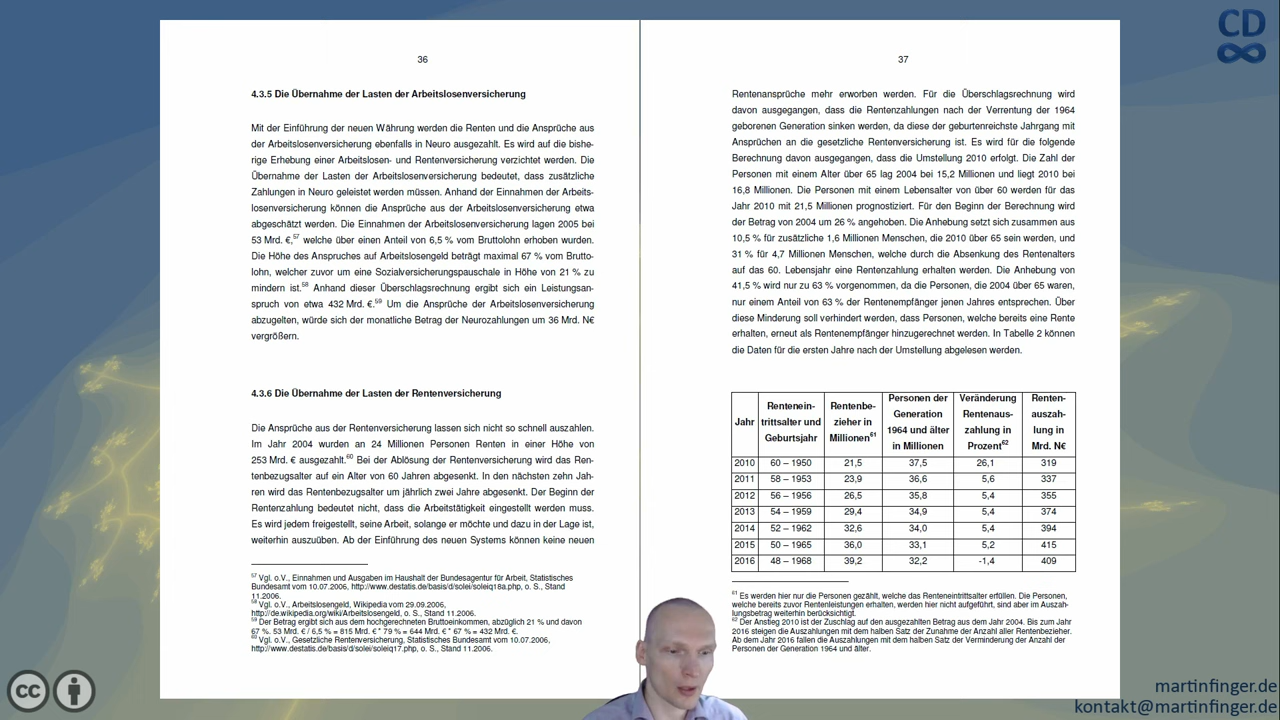 CD
36
4.3.5 Die Übernahme der Lasten der Arbeitslosenversicherung
Mit der Einführung der neuen Währung werden die Renten und die Ansprüche aus
der Arbeitslosenversicherung ebenfalls in Neuro ausgezahlt. Es wird auf die bishe-
rige Erhebung einer Arbeitslosen- und Rentenversicherung verzichtet werden. Die
Übernahme der Lasten der Arbeitslosenversicherung bedeutet, dass zusätzliche
Zahlungen in Neuro geleistet werden müssen. Anhand der Einnahmen der Arbeits-
losenversicherung können die Ansprüche aus der Arbeitslosenversicherung etwa
abgeschätzt werden. Die Einnahmen der Arbeitslosenversicherung lagen 2005 bei
53 Mrd. €,57 welche über einen Anteil von 6,5 % vom Bruttolohn erhoben wurden.
Die Höhe des Anspruches auf Arbeitslosengeld beträgt maximal 67 % vom Brutto-
lohn, welcher zuvor um eine Sozialversicherungspauschale in Höhe von 21 % zu
mindern ist.58 Anhand dieser Überschlagsrechnung ergibt sich ein Leistungsan-
spruch von etwa 432 Mrd. €.59 Um die Ansprüche der Arbeitslosenversicherung
abzugelten, würde sich der monatliche Betrag der Neurozahlungen um 36 Mrd. N€
vergrößern.
4.3.6 Die Übernahme der Lasten der Rentenversicherung
Die Ansprüche aus der Rentenversicherung lassen sich nicht so schnell auszahlen.
Im Jahr 2004 wurden an 24 Millionen Personen Renten in einer Höhe von
253 Mrd. € ausgezahlt.60 Bei der Ablösung der Rentenversicherung wird das Ren-
tenbezugsalter auf ein Alter von 60 Jahren abgesenkt. In den nächsten zehn Jah-
ren wird das Rentenbezugsalter um jährlich zwei Jahre abgesenkt. Der Beginn der
Rentenzahlung bedeutet nicht, dass die Arbeitstätigkeit eingestellt werden muss.
Es wird jedem freigestellt, seine Arbeit, solange er möchte und dazu in der Lage ist,
weiterhin auszuüben. Ab der Einführung des neuen Systems können keine neuen
57 Vgl. o.V., Einnahmen und Ausgaben im Haushalt der Bundesagentur für Arbeit, Statistisches
Bundesamt vom 10.07.2006, http://www.destatis.de/basis/d/solei/soleiq18a.php, o. S., Stand
11.2006.
58 Vgl. o.V., Arbeitslosengeld, Wikipedia vom 29.09.2006,
http://de.wikipedia.org/wiki/Arbeitslosengeld, o. S., Stand 11.2006.
59 Der Betrag ergibt sich aus dem hochgerechneten Bruttoeinkommen, abzüglich 21 % und davon
67 %. 53 Mrd. € / 6,5 % = 815 Mrd. € * 79 % = 644 Mrd. € * 67 % = 432 Mrd. €.
60 Vgl. o.V., Gesetzliche Rentenversicherung, Statistisches Bundesamt vom 10.07.2006,
http://www.destatis.de/basis/d/solei/soleiq17.php, o. S., Stand 11.2006.
37
Rentenansprüche mehr erworben werden. Für die Überschlagsrechnung wird
davon ausgegangen, dass die Rentenzahlungen nach der Verrentung der 1964
geborenen Generation sinken werden, da diese der geburtenreichste Jahrgang mit
Ansprüchen an die gesetzliche Rentenversicherung ist. Es wird für die folgende
Berechnung davon ausgegangen, dass die Umstellung 2010 erfolgt. Die Zahl der
Personen mit einem Alter über 65 lag 2004 bei 15,2 Millionen und liegt 2010 bei
16,8 Millionen. Die Personen mit einem Lebensalter von über 60 werden für das
Jahr 2010 mit 21,5 Millionen prognostiziert. Für den Beginn der Berechnung wird
der Betrag von 2004 um 26 % angehoben. Die Anhebung setzt sich zusammen aus
10,5 % für zusätzliche 1,6 Millionen Menschen, die 2010 über 65 sein werden, und
31 % für 4,7 Millionen Menschen, welche durch die Absenkung des Rentenalters
auf das 60. Lebensjahr eine Rentenzahlung erhalten werden. Die Anhebung von
41,5 % wird nur zu 63 % vorgenommen, da die Personen, die 2004 über 65 waren,
nur einem Anteil von 63 % der Rentenempfänger jenen Jahres entsprechen. Über
diese Minderung soll verhindert werden, dass Personen, welche bereits eine Rente
erhalten, erneut als Rentenempfänger hinzugerechnet werden. In Tabelle 2 können
die Daten für die ersten Jahre nach der Umstellung abgelesen werden.
Jahr Rentenein-trittsalter und Geburtsjahr Rentenbe-zieher in Millionen61 Personen der Generation 1964 und älter in Millionen Veränderung Rentenaus-zahlung in Prozent62 Renten-auszah-lung in Mrd. N€
2010 60 – 1950 21,5 37,5 26,1 319
2011 58 – 1953 23,9 36,6 5,6 337
2012 56 – 1956 26,5 35,8 5,4 355
2013 54 – 1959 29,4 34,9 5,4 374
2014 52 – 1962 32,6 34,0 5,4 394
2015 50 – 1965 36,0 33,1 5,2 415
2016 48 – 1968 39,2 32,2 -1,4 409
61 Es werden hier nur die Personen gezählt, welche das Renteneintrittsalter erfüllen. Die Personen,
welche bereits zuvor Rentenleistungen erhalten, werden hier nicht aufgeführt, sind aber im Auszah-
lungsbetrag weiterhin berücksichtigt.
62 Der Anstieg 2010 ist der Zuschlag auf den ausgezahlten Betrag aus dem Jahr 2004. Bis zum Jahr
2016 steigen die Auszahlungen mit dem halben Satz der Zunahme der Anzahl aller Rentenbezieher.
Ab dem Jahr 2016 fallen die Auszahlungen mit dem halben Satz der Verminderung der Anzahl der
Personen der Generation 1964 und älter.
cc
martinfinger.de
kontakt@martinfinger.de